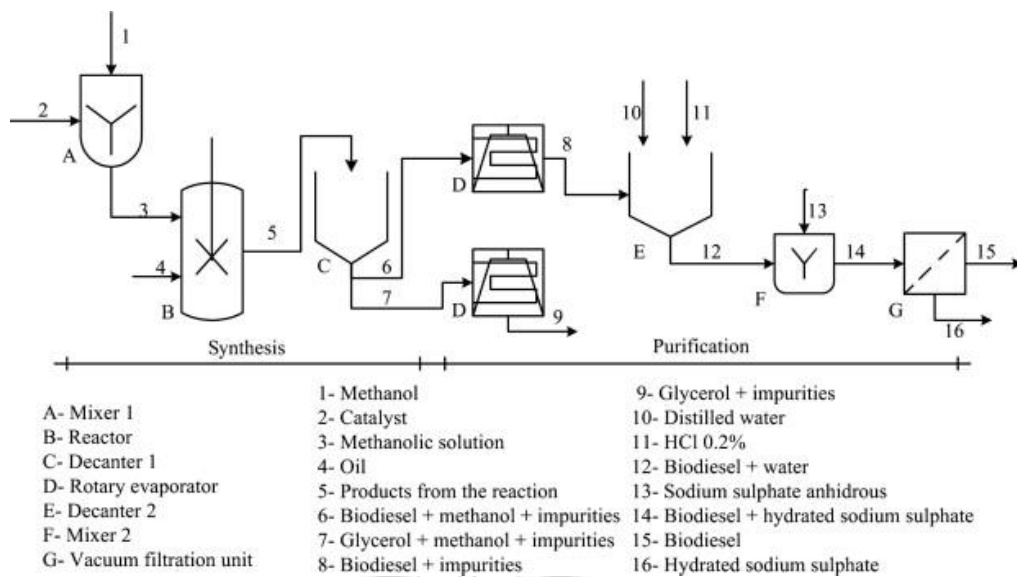 1
2
A
3
4
B
5
C
6
7
D
8
D
9
10
11
E
12
13
F
14
G
15
16
Synthesis
Purification
A- Mixer 1
B- Reactor
C- Decanter 1
D- Rotary evaporator
E- Decanter 2
F- Mixer 2
G- Vacuum filtration unit
1- Methanol
2- Catalyst
3- Methanolic solution
4- Oil
5- Products from the reaction
6- Biodiesel + methanol + impurities
7- Glycerol + methanol + impurities
8- Biodiesel + impurities
9- Glycerol + impurities
10- Distilled water
11- HCl 0.2%
12- Biodiesel + water
13- Sodium sulphate anhidrous
14- Biodiesel + hydrated sodium sulphate
15- Biodiesel
16- Hydrated sodium sulphate